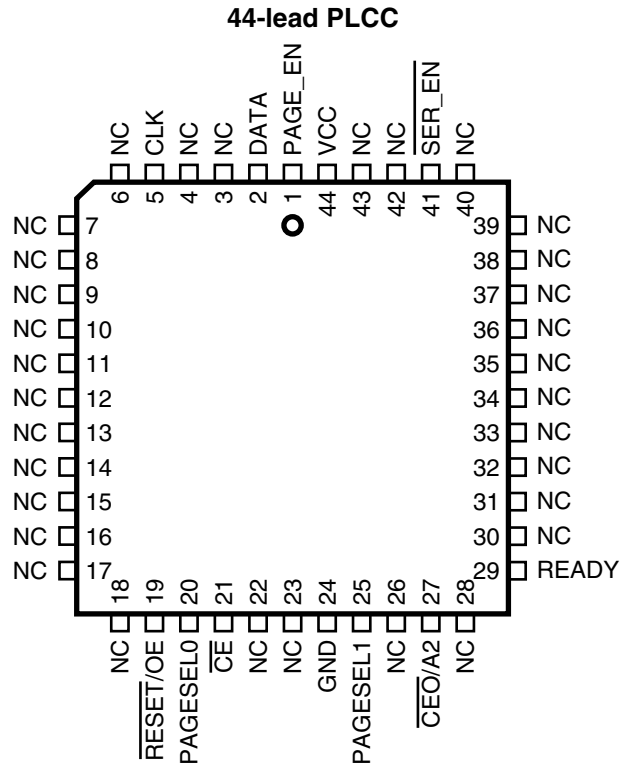 44-lead PLCC
NC
CLK
NC
NC
DATA
PAGE_EN
VCC
NC
NC
SER_EN
NC
6
5
4
3
2
1
44
43
42
41
40
NC 7
NC 8
NC 9
NC 10
NC 11
NC 12
NC 13
NC 14
NC 15
NC 16
NC 17
39 NC
38 NC
37 NC
36 NC
35 NC
34 NC
33 NC
32 NC
31 NC
30 NC
29 READY
18
19
20
21
22
23
24
25
26
27
28
NC
RESET/OE
PAGESEL0
CE
NC
NC
GND
PAGESEL1
NC
CEO/A2
NC